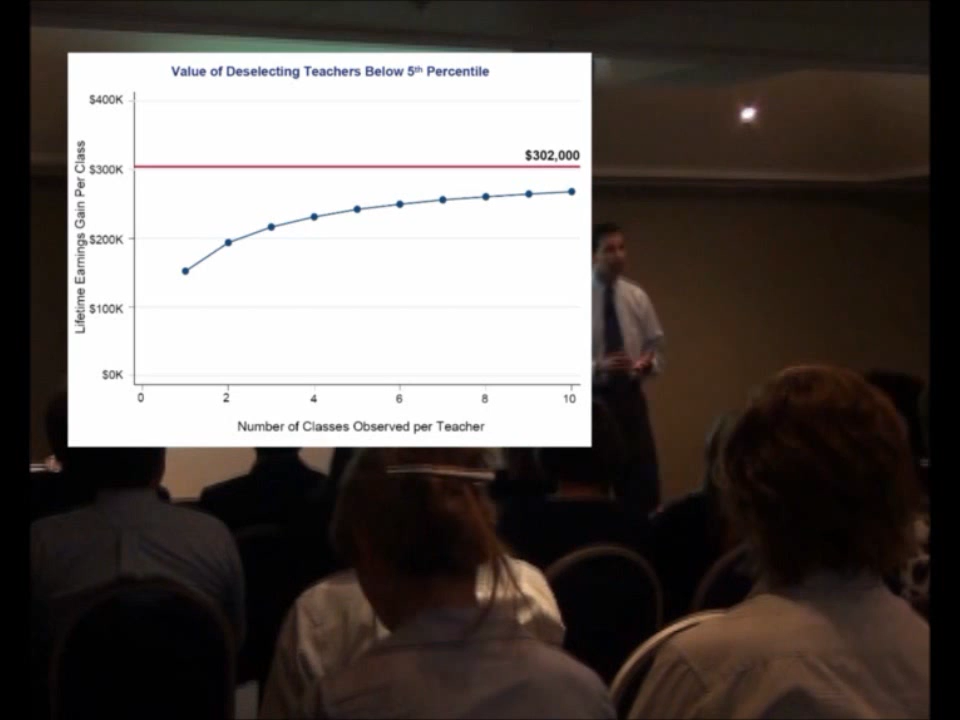 Value of Deselecting Teachers Below 5th Percentile
$400K
$302,000
$300K
$200K
$100K
$0K
Lifetime Earnings Gain Per Class
0 2 4 6 8 10
Number of Classes Observed per Teacher